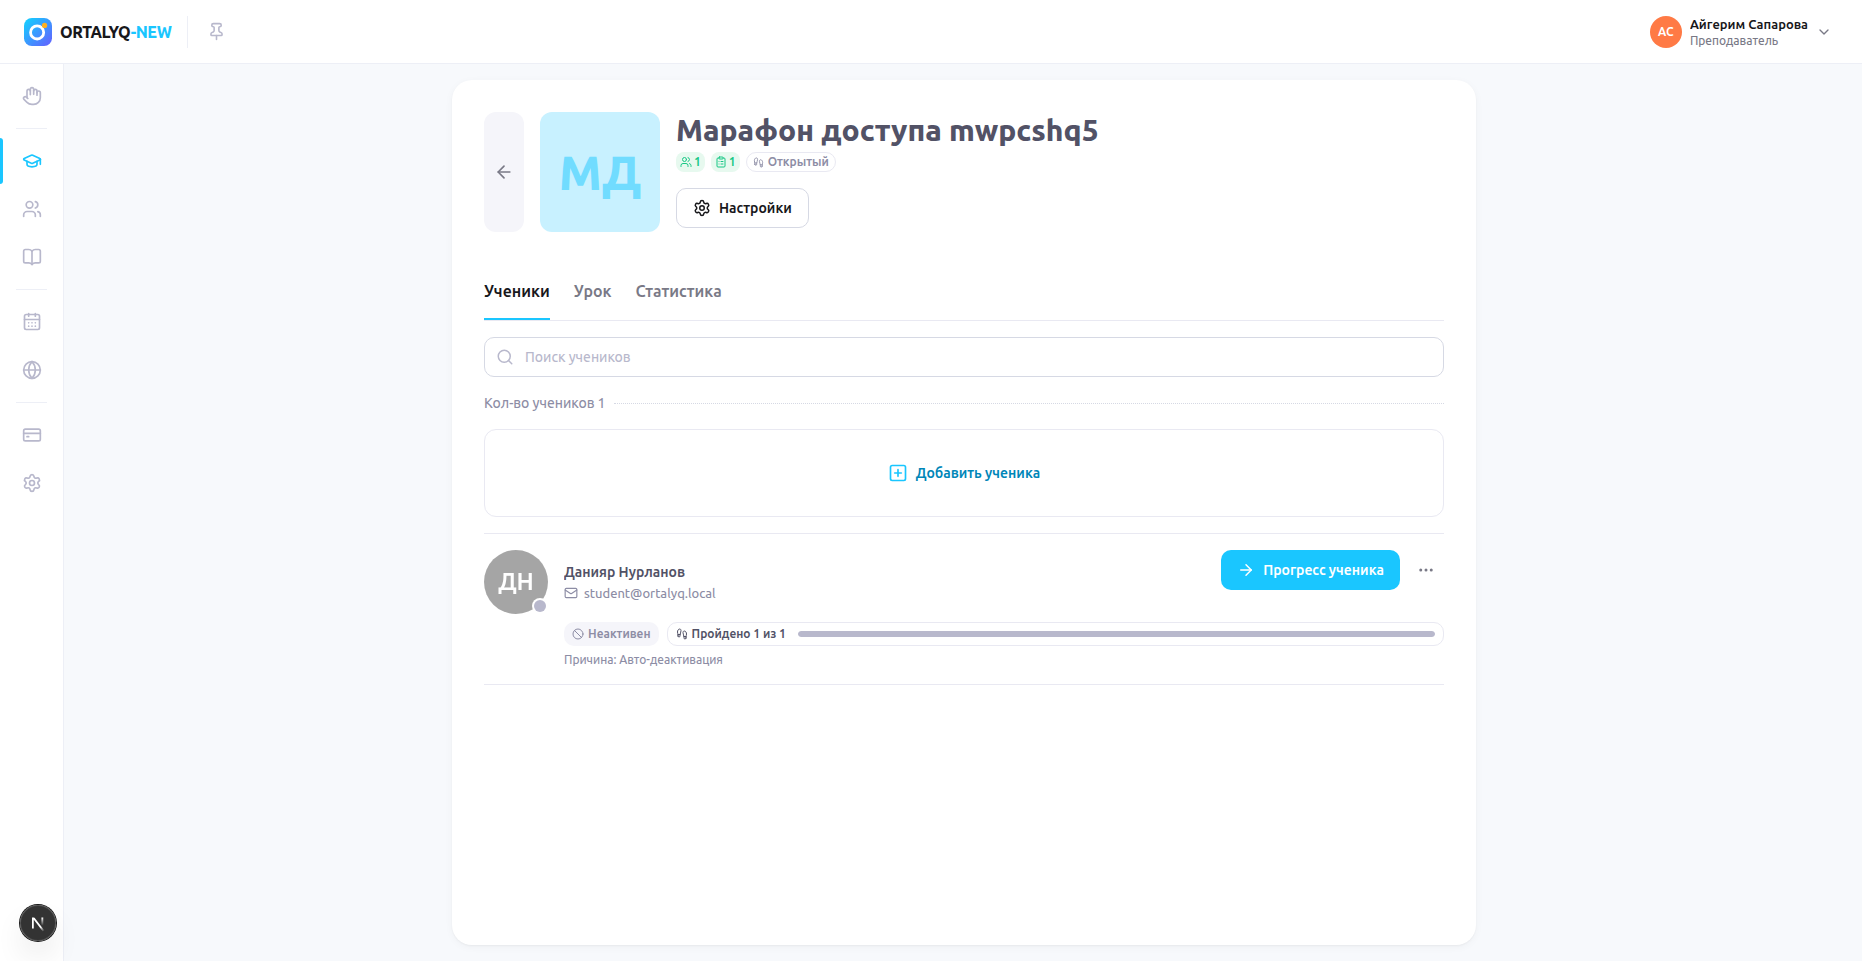 ORTALYQ-NEW
АС
Айгерим Сапарова
Преподаватель
МД
Марафон доступа mwpcshq5
1
1
Открытый
Настройки
Ученики
Урок
Статистика
Поиск учеников
Кол-во учеников 1
Добавить ученика
ДН
Данияр Нурланов
student@ortalyq.local
Прогресс ученика
Неактивен
Пройдено 1 из 1
Причина: Авто-деактивация
N